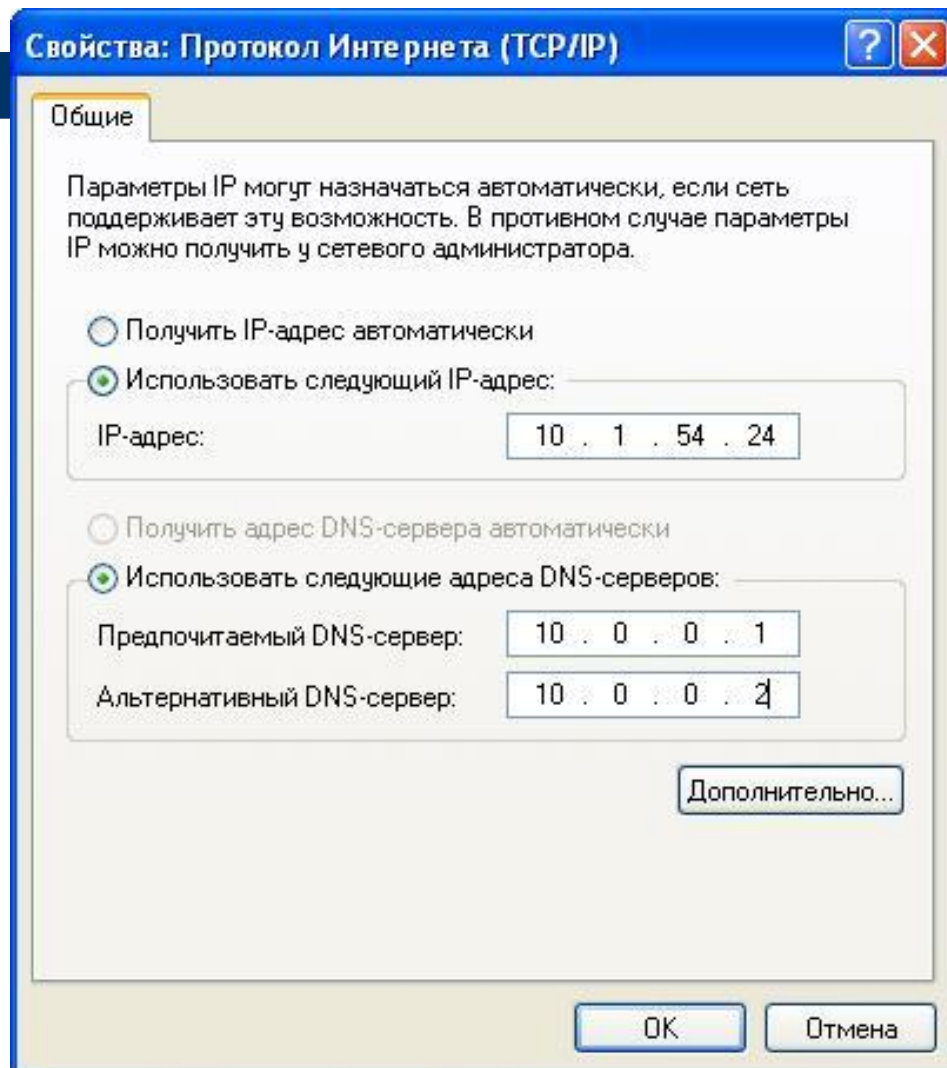 Свойства: Протокол Интернета (TCP/IP)
Общие
Параметры IP могут назначаться автоматически, если сеть
поддерживает эту возможность. В противном случае параметры
IP можно получить у сетевого администратора.
Получить IP-адрес автоматически
Использовать следующий IP-адрес:
IP-адрес: 10 . 1 . 54 . 24
Получить адрес DNS-сервера автоматически
Использовать следующие адреса DNS-серверов:
Предпочитаемый DNS-сервер: 10 . 0 . 0 . 1
Альтернативный DNS-сервер: 10 . 0 . 0 . 2
Дополнительно...
OK Отмена